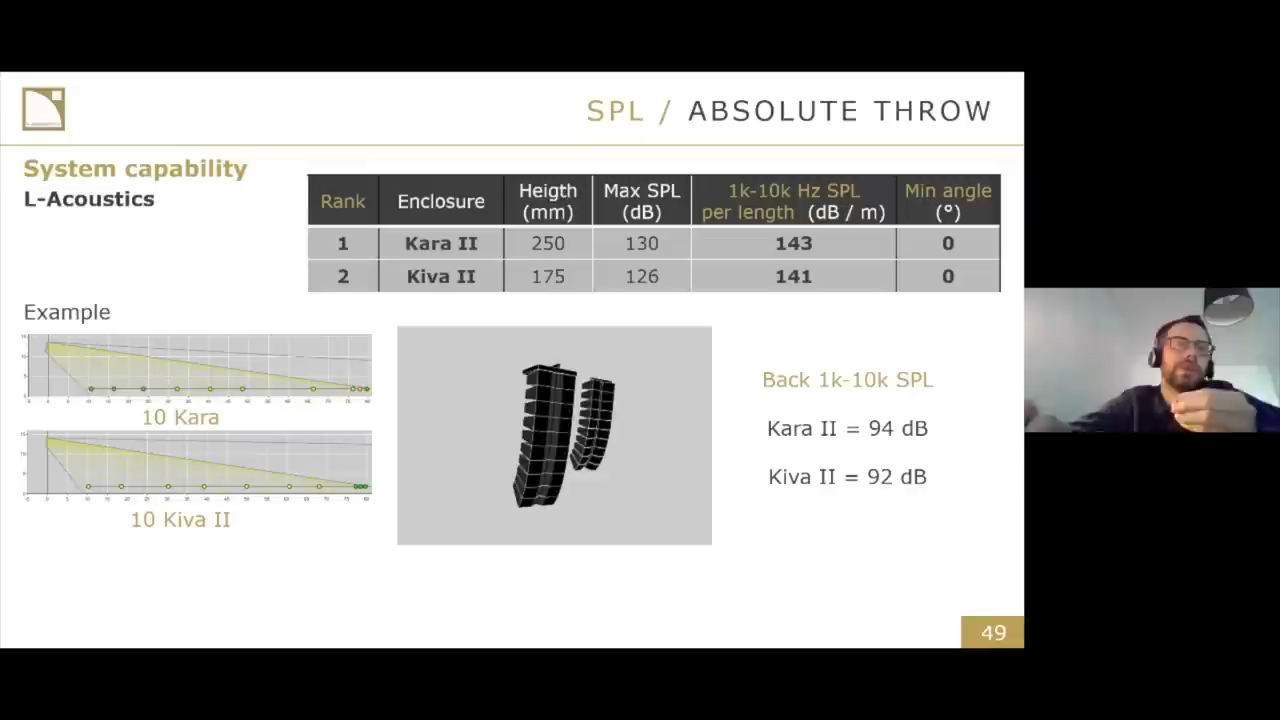 SPL / ABSOLUTE THROW
System capability
L-Acoustics
Rank Enclosure Heigth (mm) Max SPL (dB) 1k-10k Hz SPL per length (dB / m) Min angle (°)
1 Kara II 250 130 143 0
2 Kiva II 175 126 141 0
Example
10 Kara
10 Kiva II
Back 1k-10k SPL
Kara II = 94 dB
Kiva II = 92 dB
49